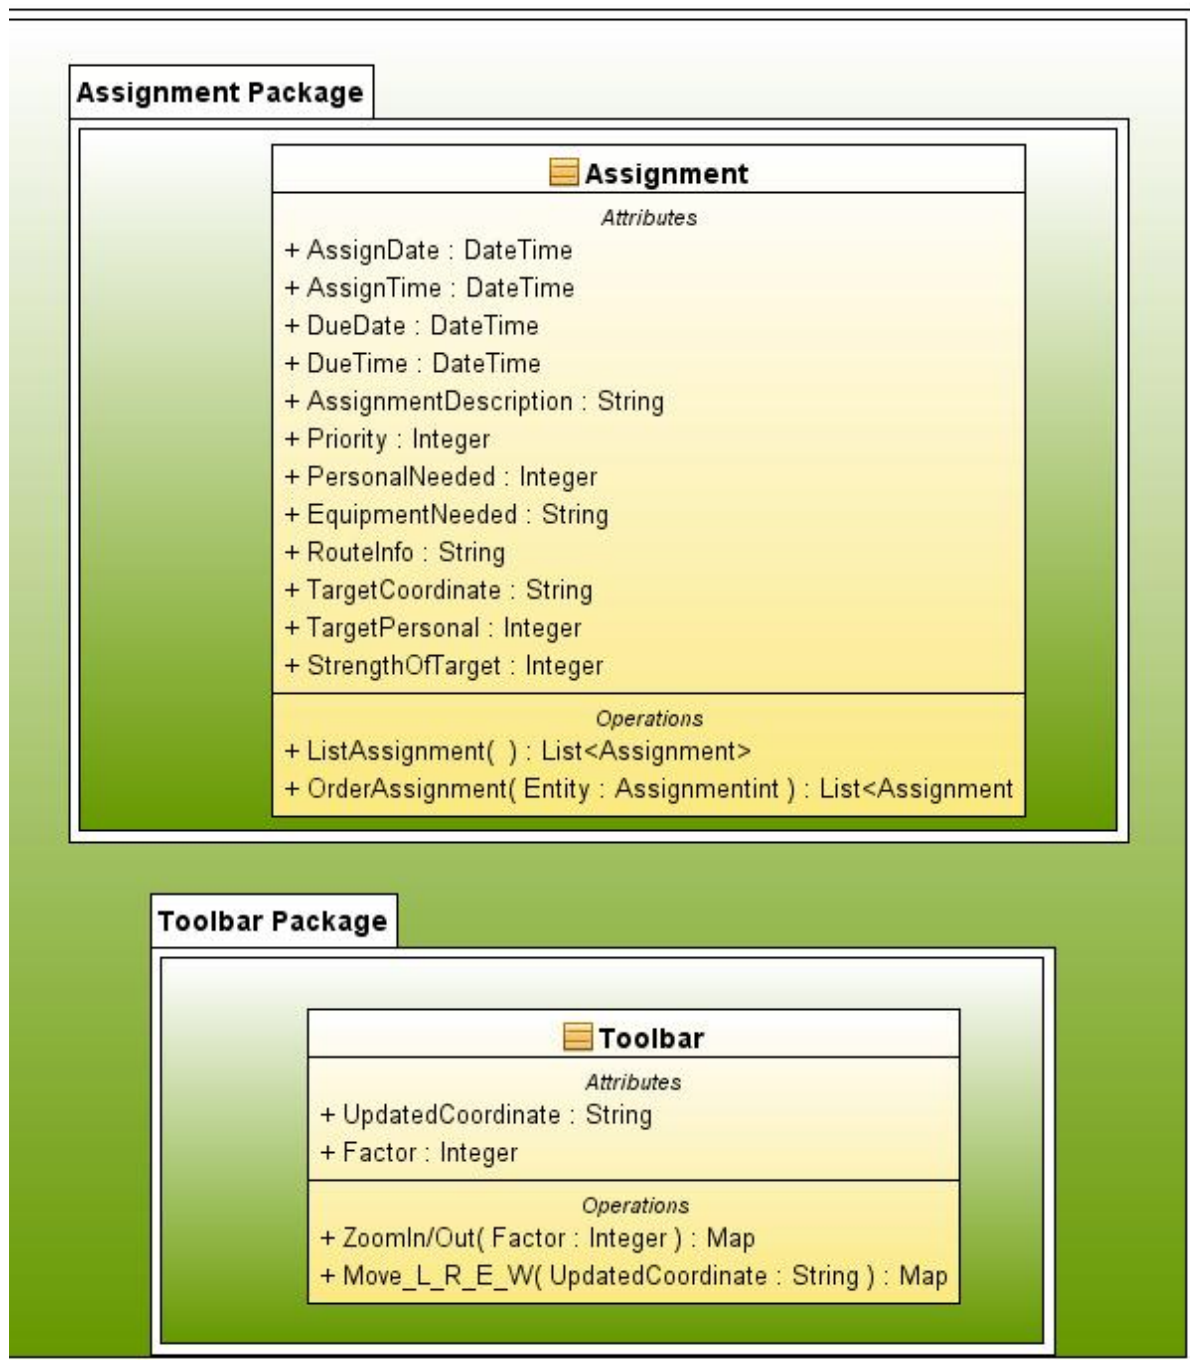 Assignment Package
Assignment
Attributes
+ AssignDate : DateTime
+ AssignTime : DateTime
+ DueDate : DateTime
+ DueTime : DateTime
+ AssignmentDescription : String
+ Priority : Integer
+ PersonalNeeded : Integer
+ EquipmentNeeded : String
+ RouteInfo : String
+ TargetCoordinate : String
+ TargetPersonal : Integer
+ StrengthOfTarget : Integer
Operations
+ ListAssignment( ) : List<Assignment>
+ OrderAssignment( Entity : Assignmentint ) : List<Assignment
Toolbar Package
Toolbar
Attributes
+ UpdatedCoordinate : String
+ Factor : Integer
Operations
+ ZoomIn/Out( Factor : Integer ) : Map
+ Move_L_R_E_W( UpdatedCoordinate : String ) : Map